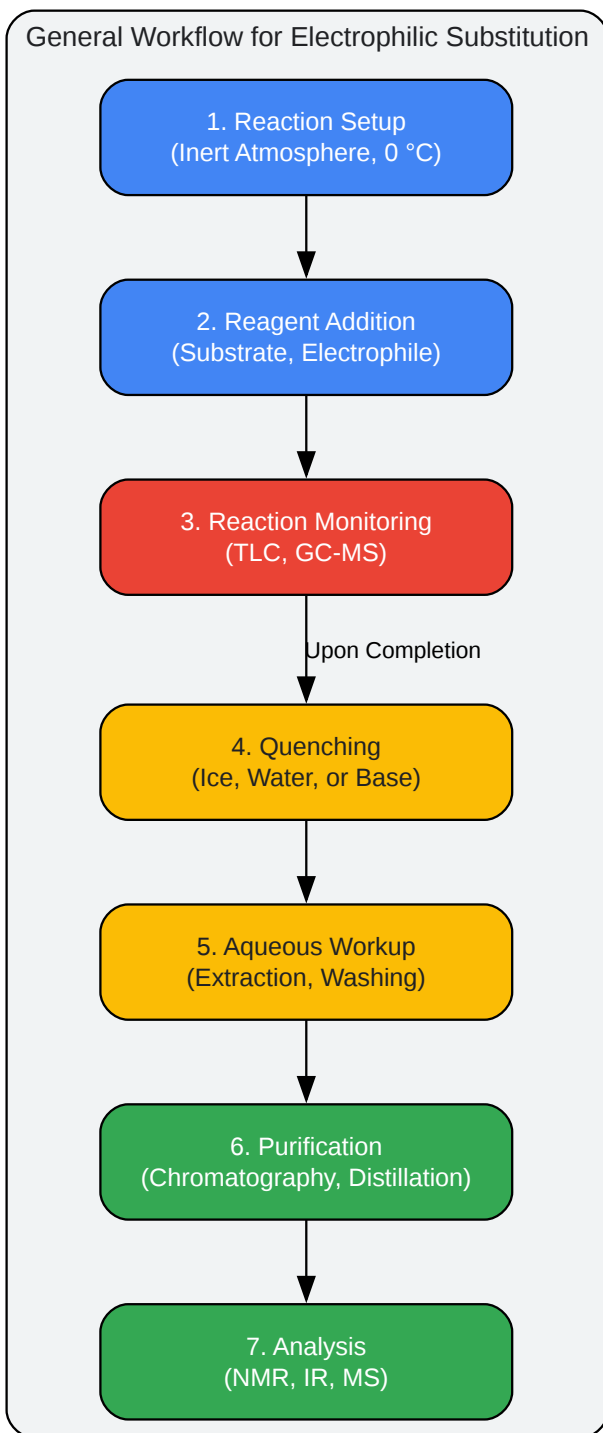 General Workflow for Electrophilic Substitution
1. Reaction Setup
(Inert Atmosphere, 0 °C)
2. Reagent Addition
(Substrate, Electrophile)
3. Reaction Monitoring
(TLC, GC-MS)
Upon Completion
4. Quenching
(Ice, Water, or Base)
5. Aqueous Workup
(Extraction, Washing)
6. Purification
(Chromatography, Distillation)
7. Analysis
(NMR, IR, MS)